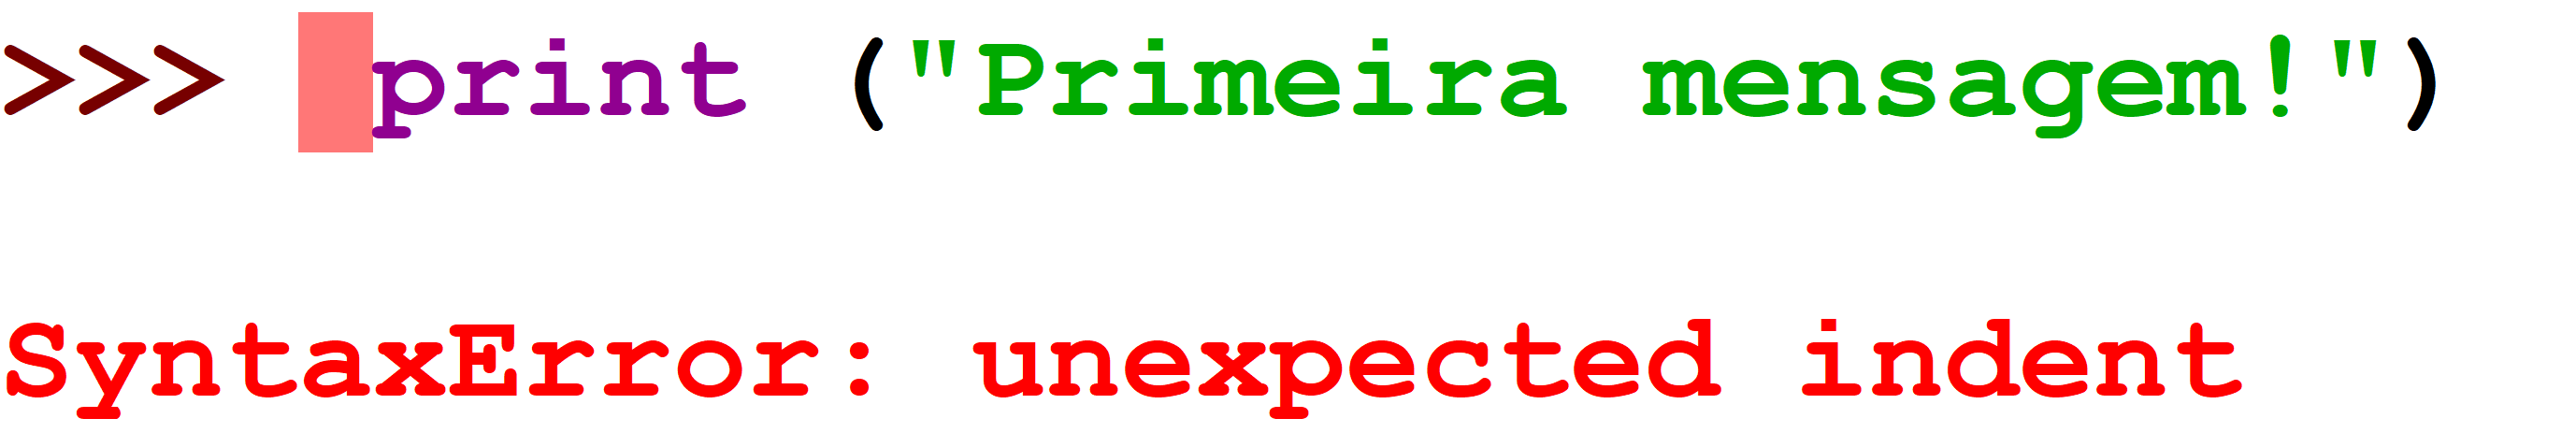 >>>  print ("Primeira mensagem!")
SyntaxError: unexpected indent